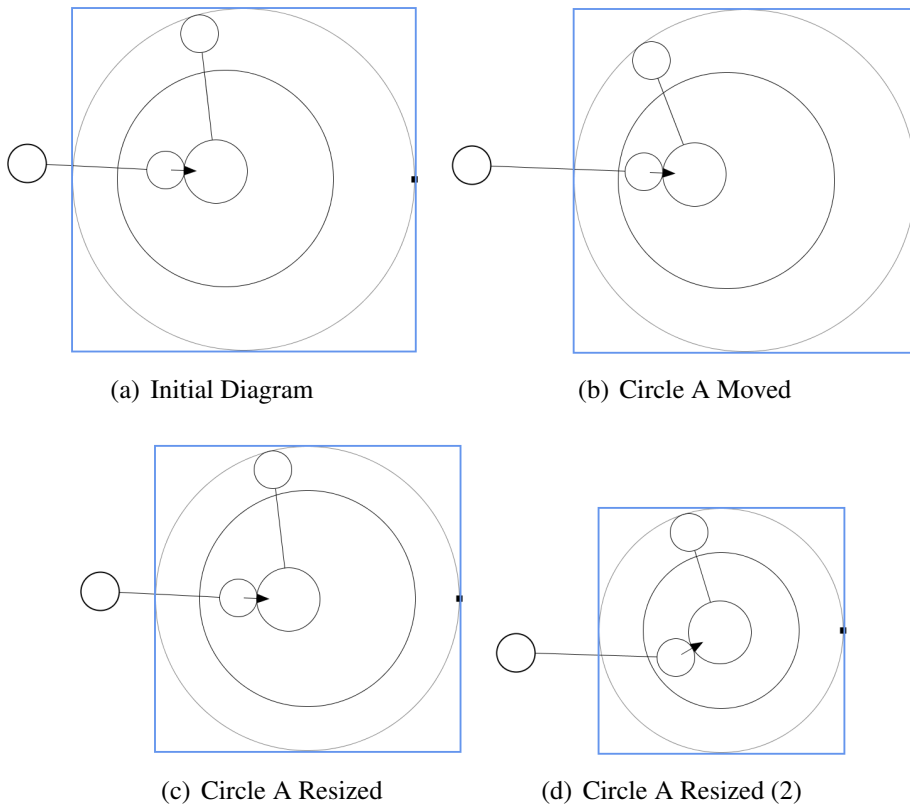 (a) Initial Diagram
(b) Circle A Moved
(c) Circle A Resized
(d) Circle A Resized (2)